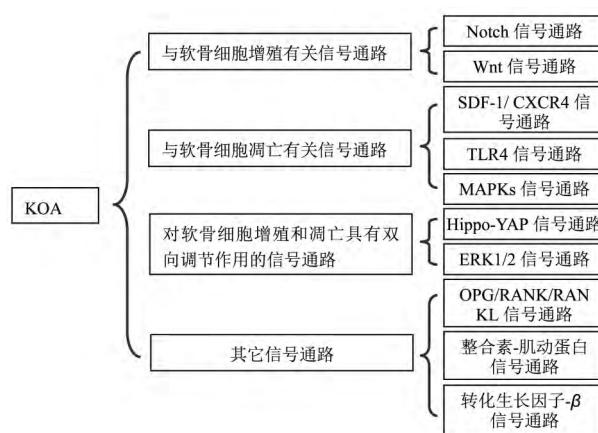 KOA
与软骨细胞增殖有关信号通路
Notch 信号通路
Wnt 信号通路
与软骨细胞凋亡有关信号通路
SDF-1/ CXCR4 信
号通路
TLR4 信号通路
MAPKs 信号通路
对软骨细胞增殖和凋亡具有双
向调节作用的信号通路
Hippo-YAP 信号通路
ERK1/2 信号通路
其它信号通路
OPG/RANK/RAN
KL 信号通路
整合素-肌动蛋白
信号通路
转化生长因子-β
信号通路